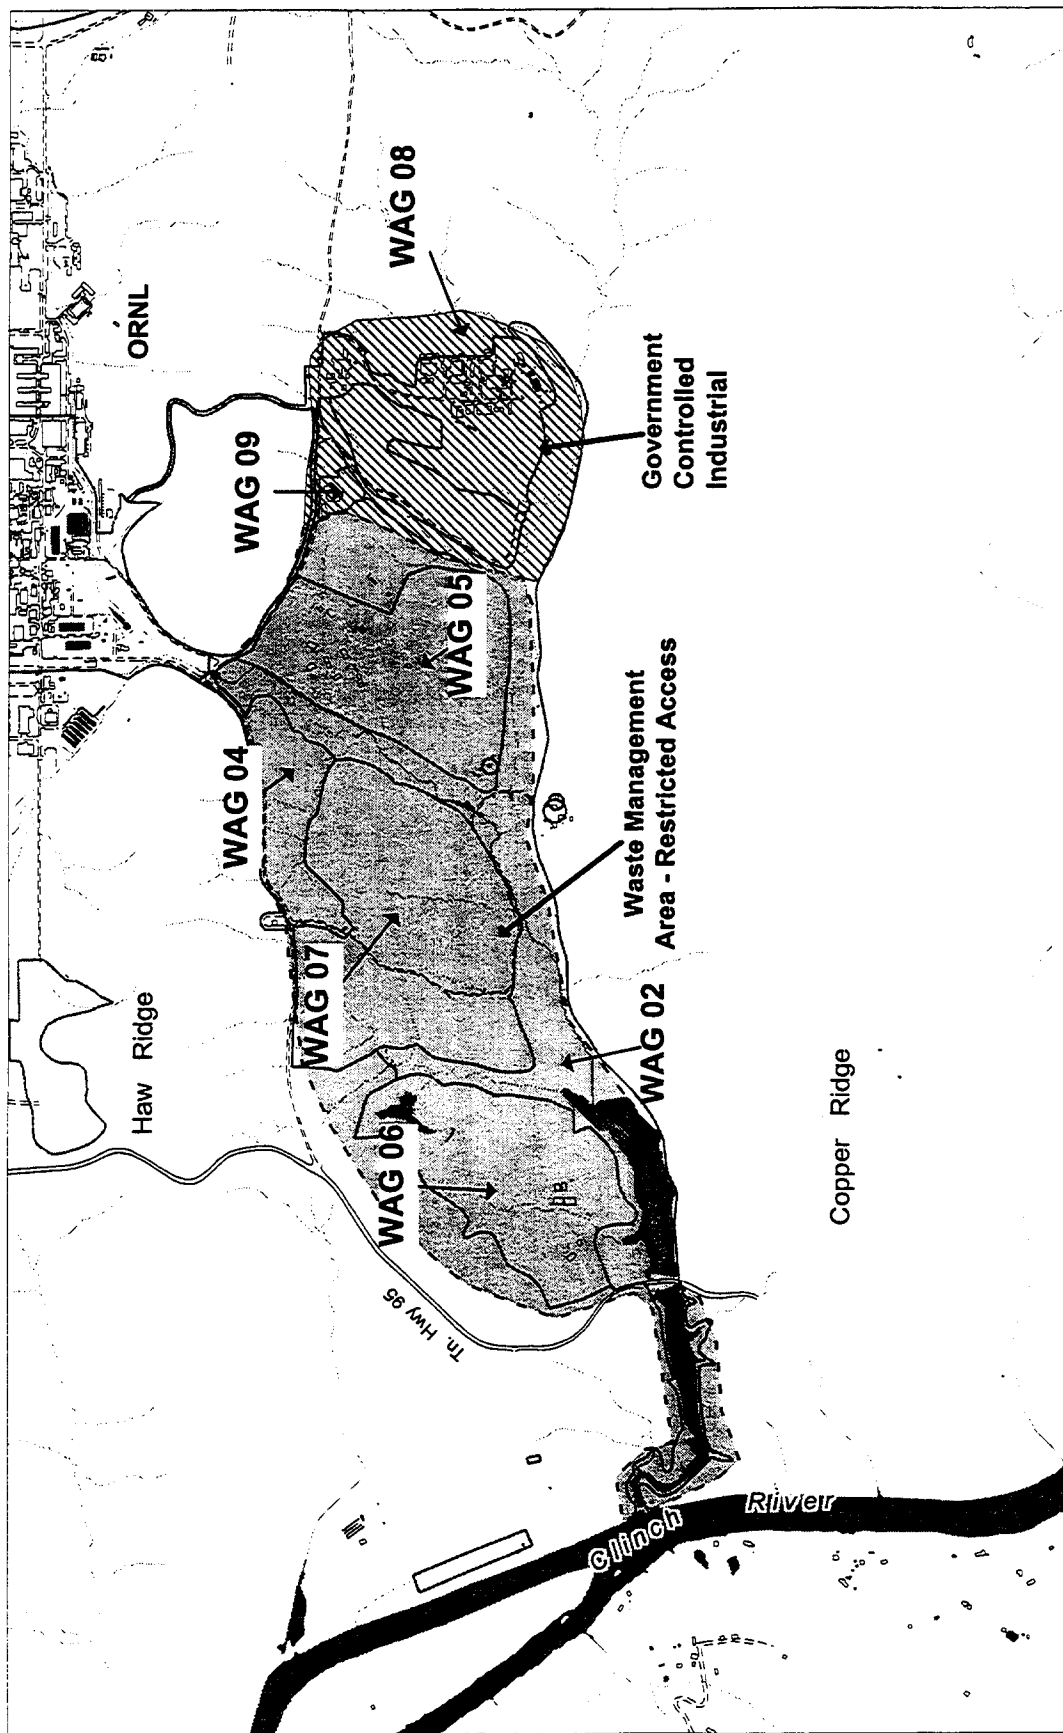 ORNL
WAG 08
WAG 09
Government
Controlled
Industrial
WAG 05
WAG 04
Waste Management
Area - Restricted Access
WAG 07
Haw Ridge
WAG 02
WAG 06
Copper Ridge
Tn. Hwy 95
Clinch River